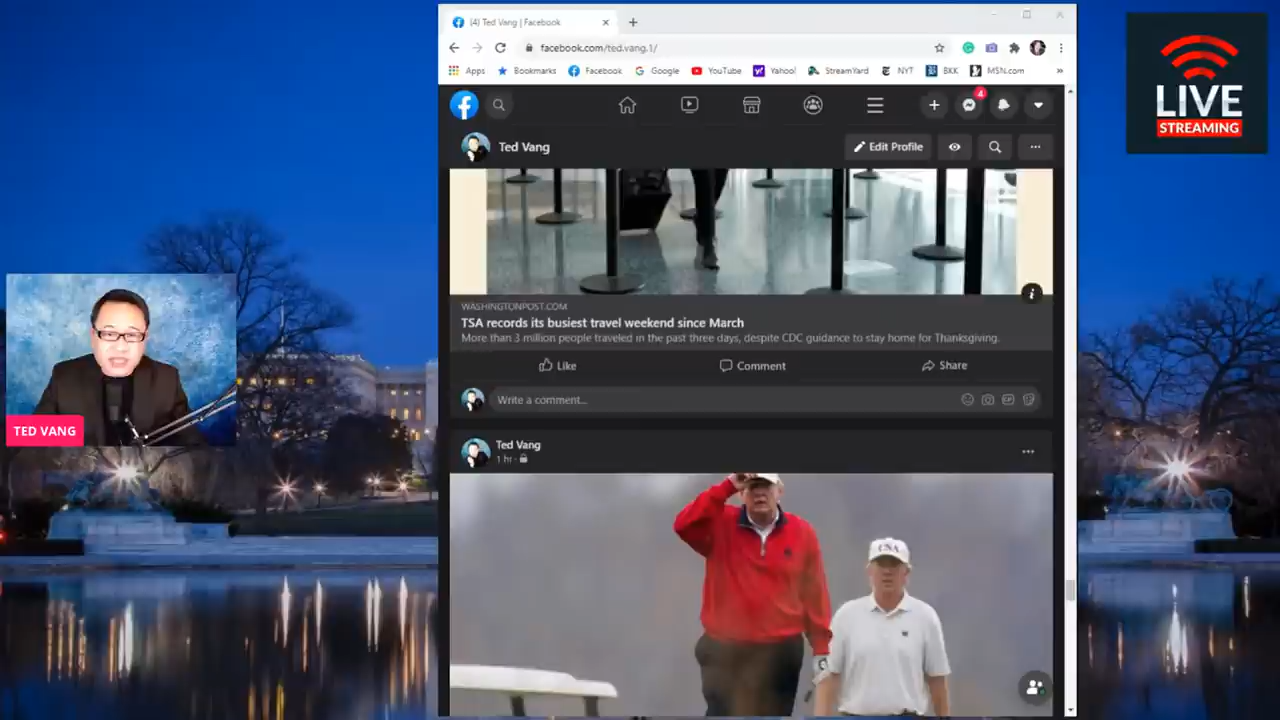 (4) Ted Vang | Facebook
facebook.com/ted.vang.1/
Apps Bookmarks Facebook Google YouTube Yahoo! StreamYard NYT BKK MSN.com »
4
Ted Vang
Edit Profile
WASHINGTONPOST.COM
TSA records its busiest travel weekend since March
More than 3 million people traveled in the past three days, despite CDC guidance to stay home for Thanksgiving.
Like Comment Share
Write a comment...
GIF
Ted Vang
1 hr
USA
TED VANG
LIVE
STREAMING